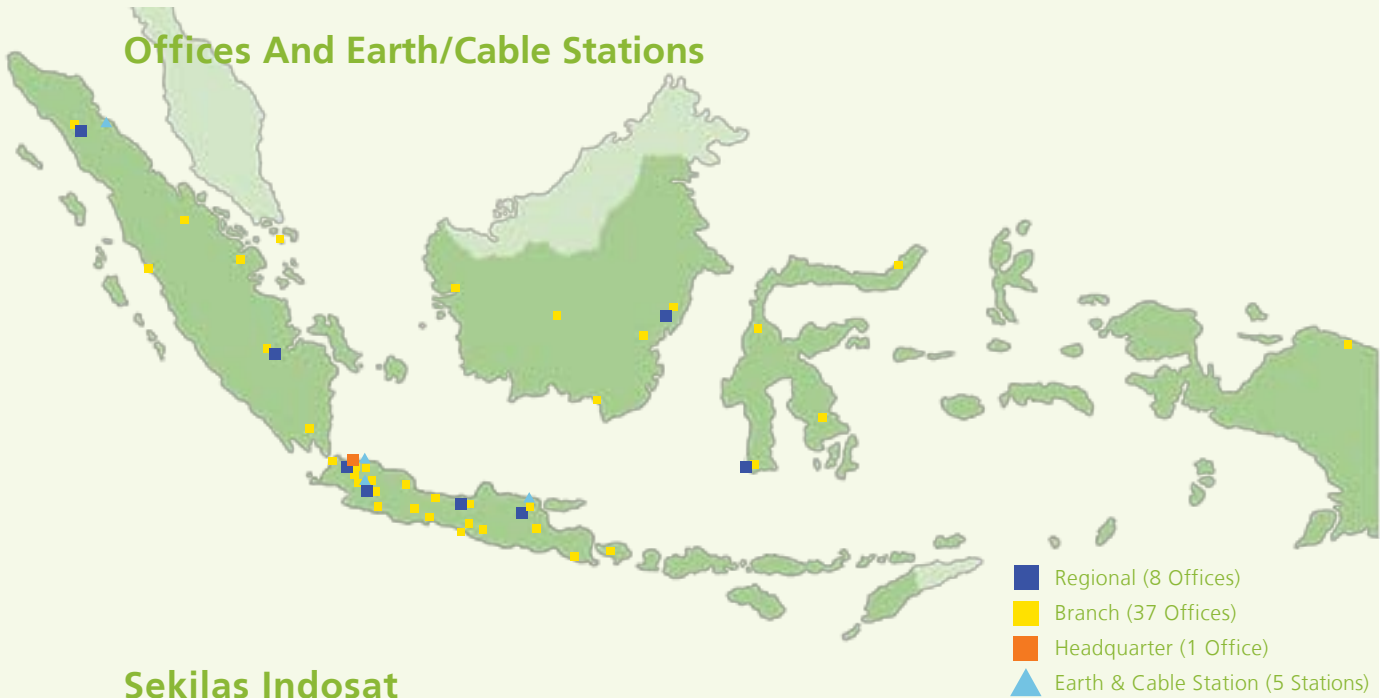 Offices And Earth/Cable Stations
Regional (8 Offices)
Branch (37 Offices)
Headquarter (1 Office)
Earth & Cable Station (5 Stations)
Sekilas Indosat